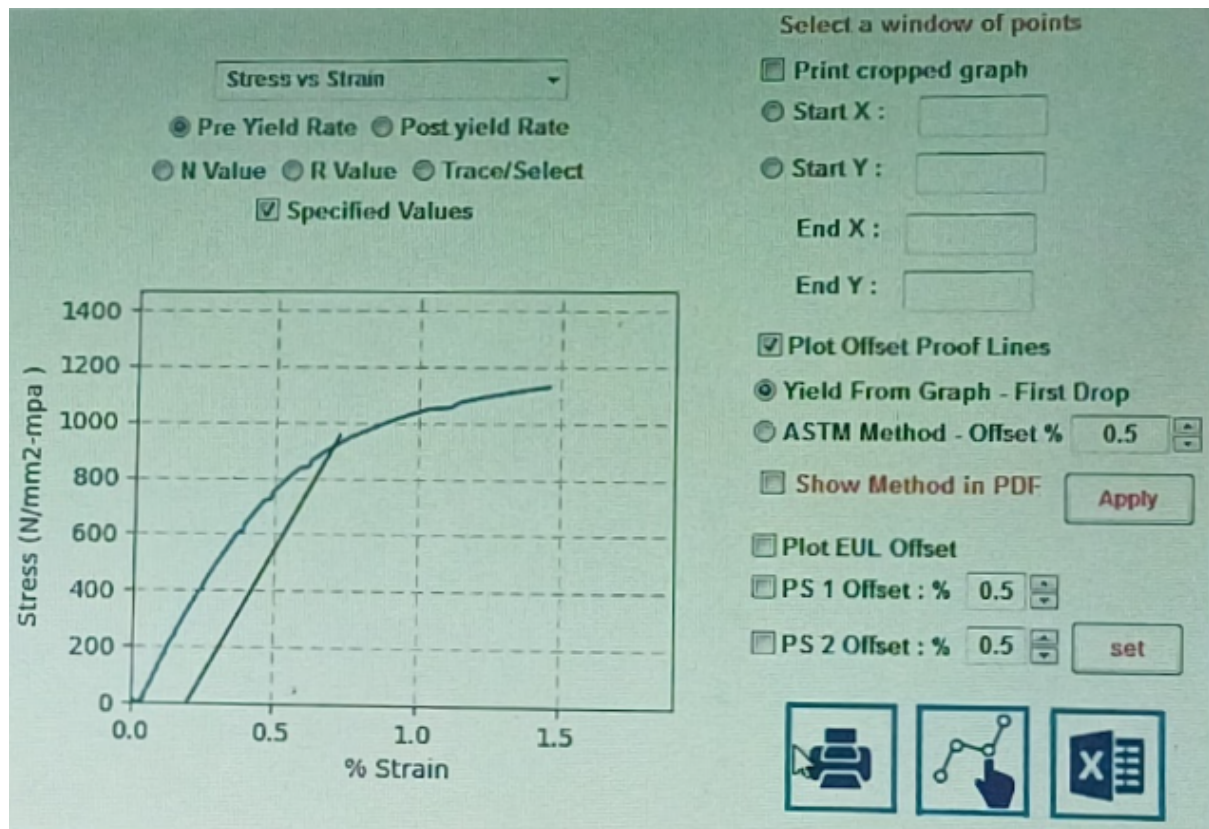 Select a window of points
Stress vs Strain
Print cropped graph
Pre Yield Rate Post yield Rate
Start X :
N Value R Value Trace/Select
Start Y :
Specified Values
End X :
End Y :
Plot Offset Proof Lines
Yield From Graph - First Drop
ASTM Method - Offset % 0.5
Show Method in PDF Apply
Plot EUL Offset
PS 1 Offset : % 0.5
PS 2 Offset : % 0.5 set
Stress (N/mm2-mpa )
1400
1200
1000
800
600
400
200
0
0.0 0.5 1.0 1.5
% Strain
X